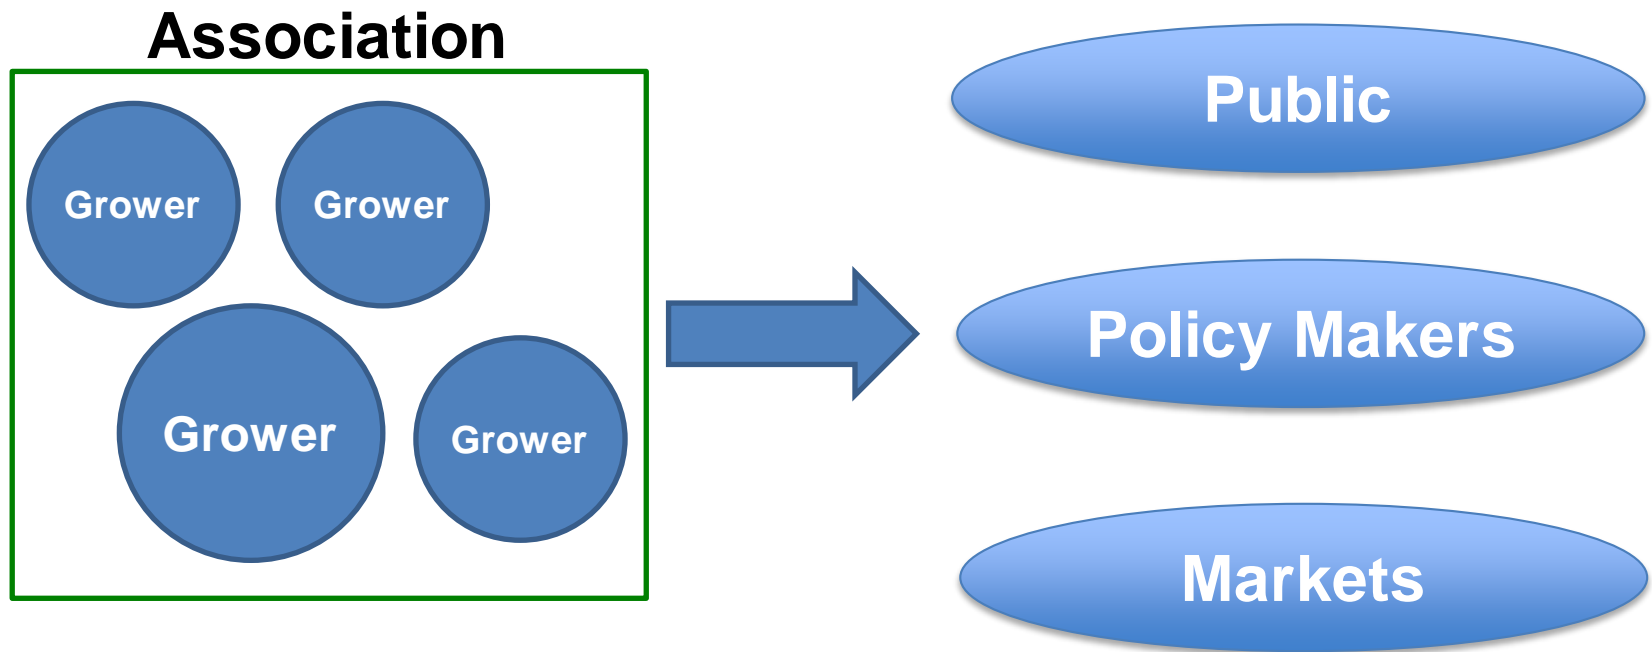 Association
Grower
Grower
Grower
Grower
Public
Policy Makers
Markets